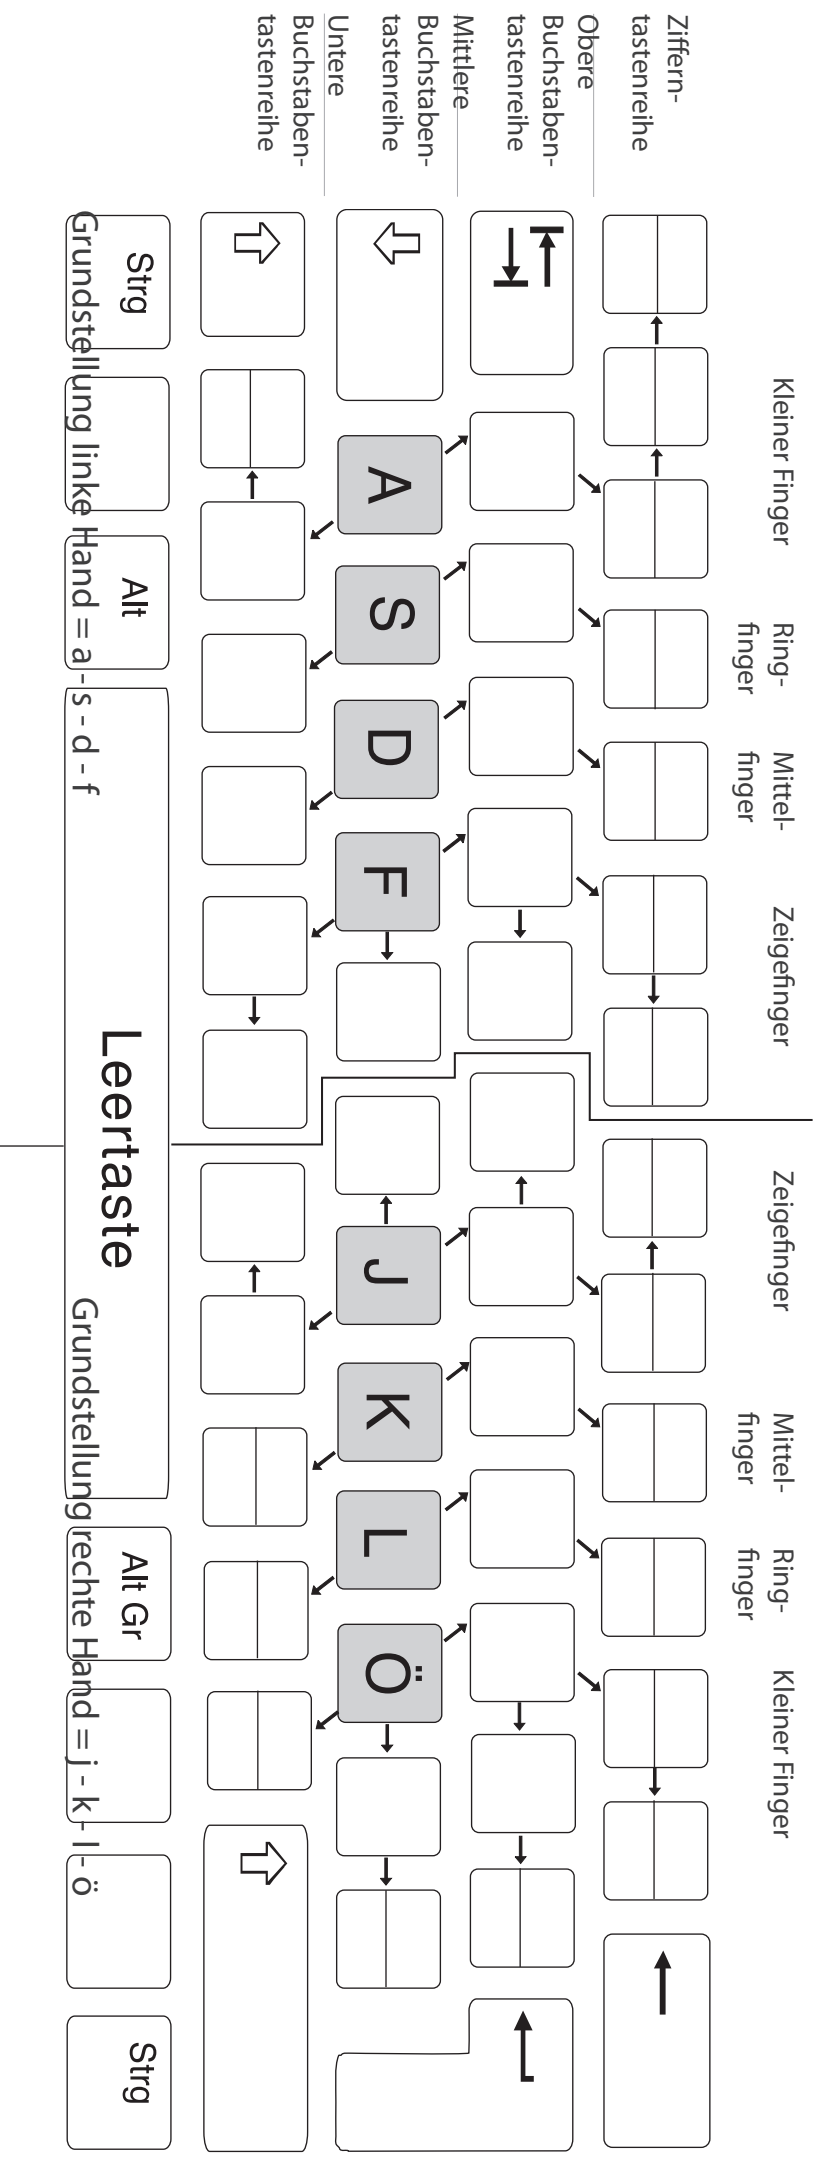 Kleiner Finger
Ring-
finger
Mittel-
finger
Zeigefinger
Zeigefinger
Mittel-
finger
Ring-
finger
Kleiner Finger
Ziffern-
tastenreihe
Obere
Buchstaben-
tastenreihe
Mittlere
Buchstaben-
tastenreihe
A
S
D
F
J
K
L
Ö
Untere
Buchstaben-
tastenreihe
Strg
Alt
Leertaste
Alt Gr
Strg
Grundstellung linke Hand = a - s - d - f
Grundstellung rechte Hand = j - k - l - ö